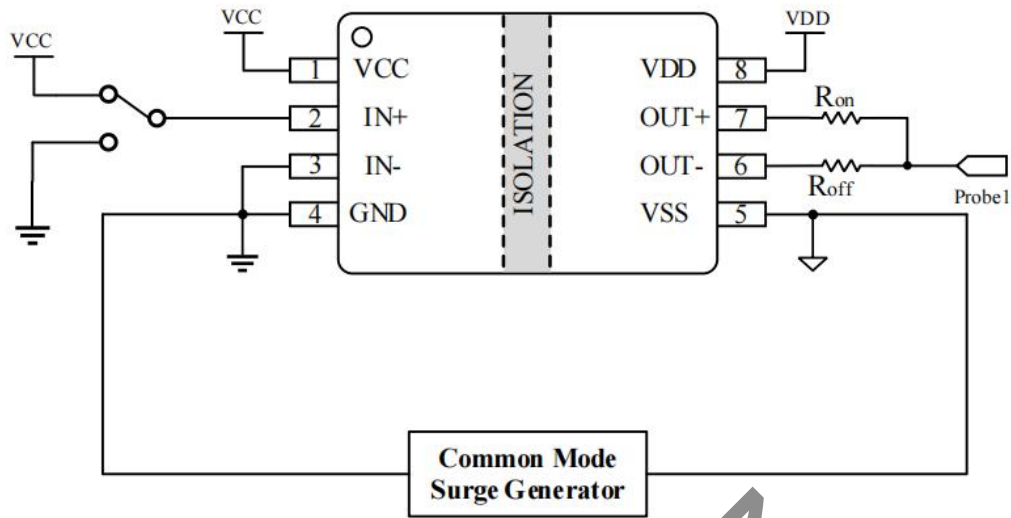 VCC
VCC
VDD
1 VCC
VDD 8
2 IN+
OUT+ 7
Ron
3 IN-
OUT- 6
Roff
Probe1
4 GND
VSS 5
ISOLATION
Common Mode
Surge Generator